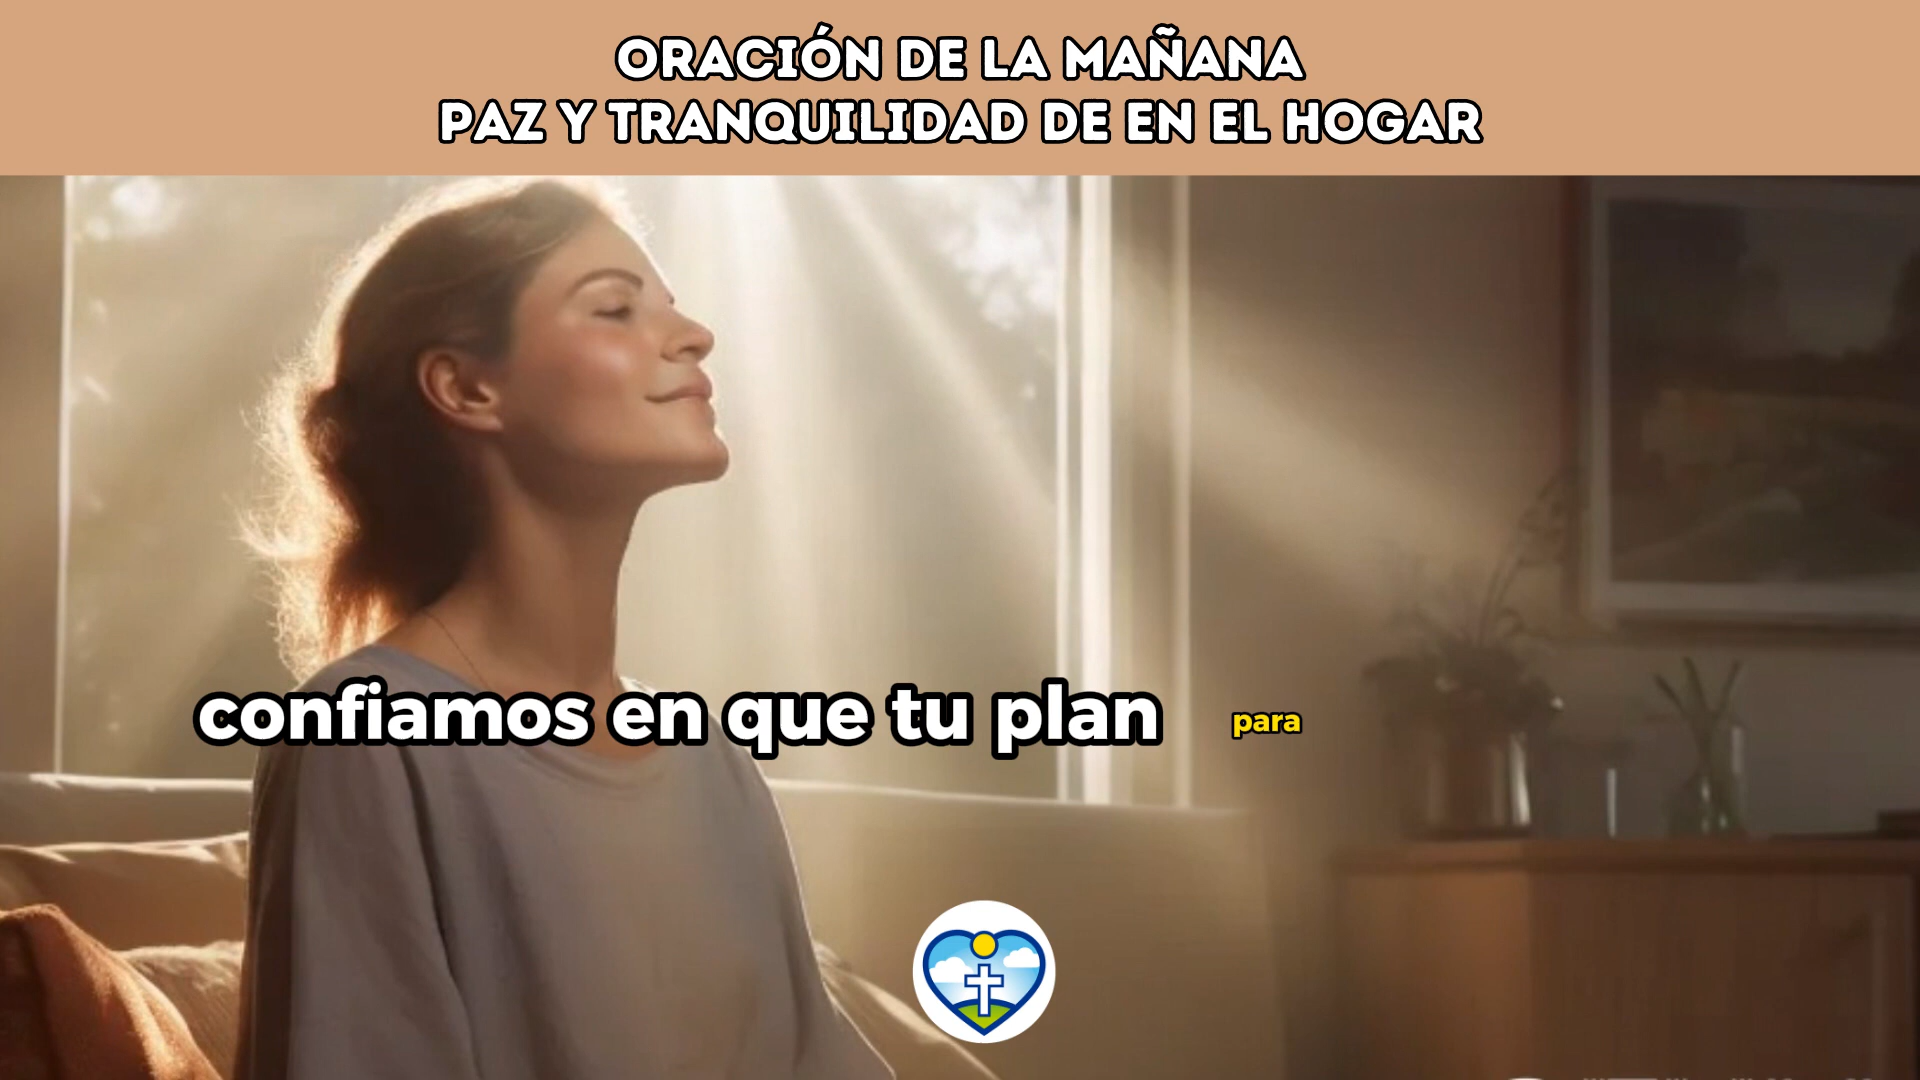 ORACIÓN DE LA MAÑANA
PAZ Y TRANQUILIDAD DE EN EL HOGAR
confiamos en que tu plan para